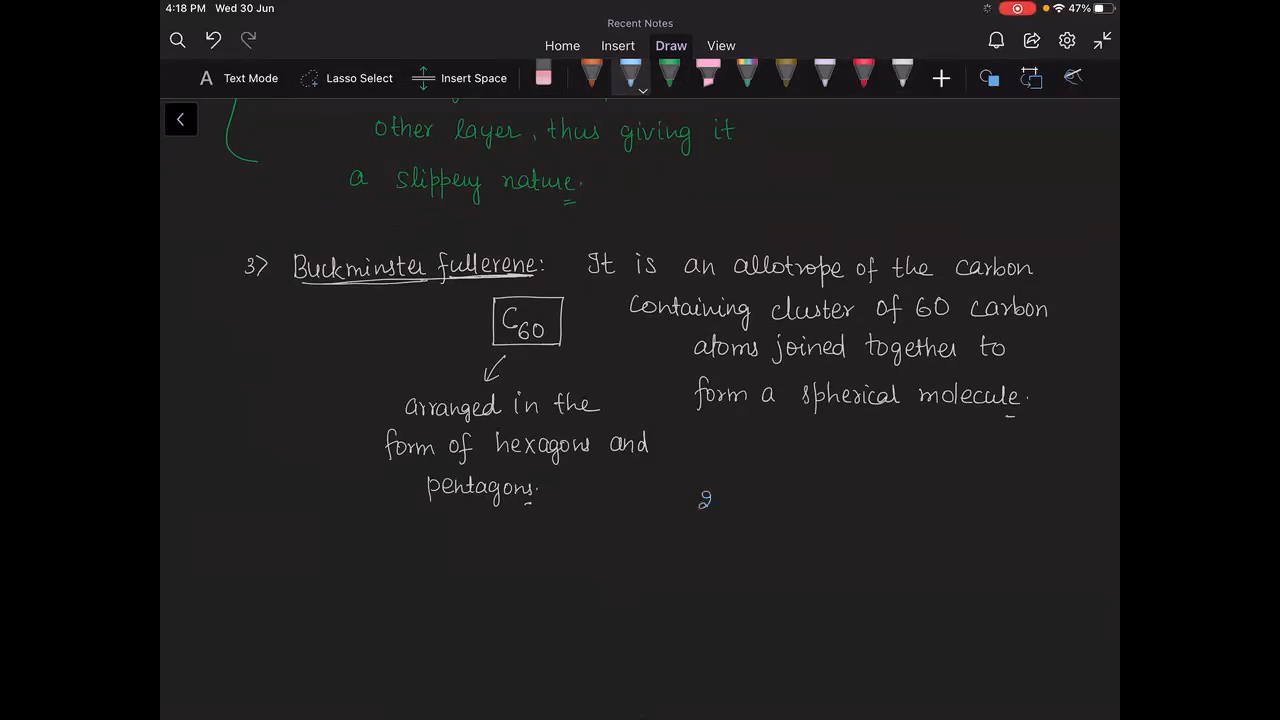 4:18 PM Wed 30 Jun
47%
Recent Notes
Home Insert Draw View
Text Mode Lasso Select Insert Space
other layer, thus giving it
a slippery nature.
3) Buckminster fullerene: It is an allotrope of the carbon
containing cluster of 60 carbon
atoms joined together to
form a spherical molecule.
C60
arranged in the
form of hexagons and
pentagons.